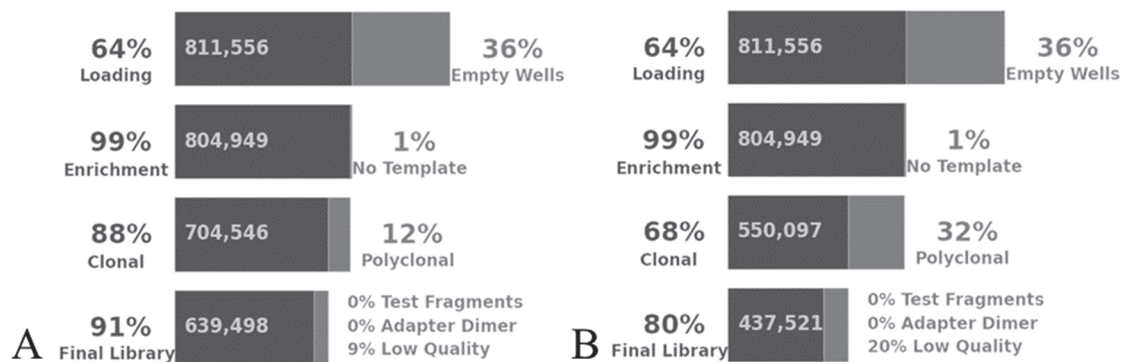 64%
Loading
811,556
36%
Empty Wells
99%
Enrichment
804,949
1%
No Template
88%
Clonal
704,546
12%
Polyclonal
91%
Final Library
639,498
0% Test Fragments
0% Adapter Dimer
9% Low Quality
A
64%
Loading
811,556
36%
Empty Wells
99%
Enrichment
804,949
1%
No Template
68%
Clonal
550,097
32%
Polyclonal
80%
Final Library
437,521
0% Test Fragments
0% Adapter Dimer
20% Low Quality
B